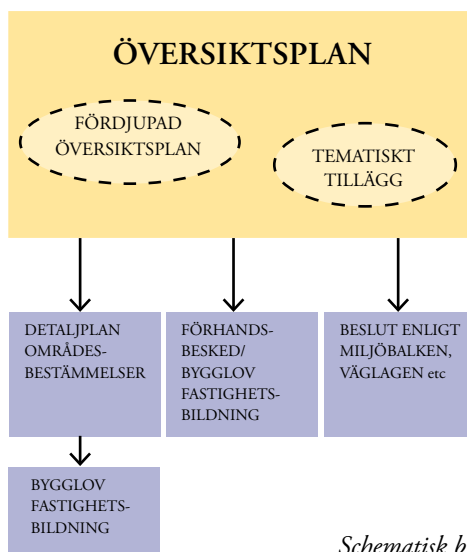 ÖVERSIKTSPLAN
FÖRDJUPAD
ÖVERSIKTSPLAN
TEMATISKT
TILLÄGG
DETALJPLAN
OMRÅDES-
BESTÄMMELSER
FÖRHANDS-
BESKED/
BYGGLOV
FASTIGHETS-
BILDNING
BESLUT ENLIGT
MILJÖBALKEN,
VÄGLAGEN etc
BYGGLOV
FASTIGHETS-
BILDNING
Schematisk b